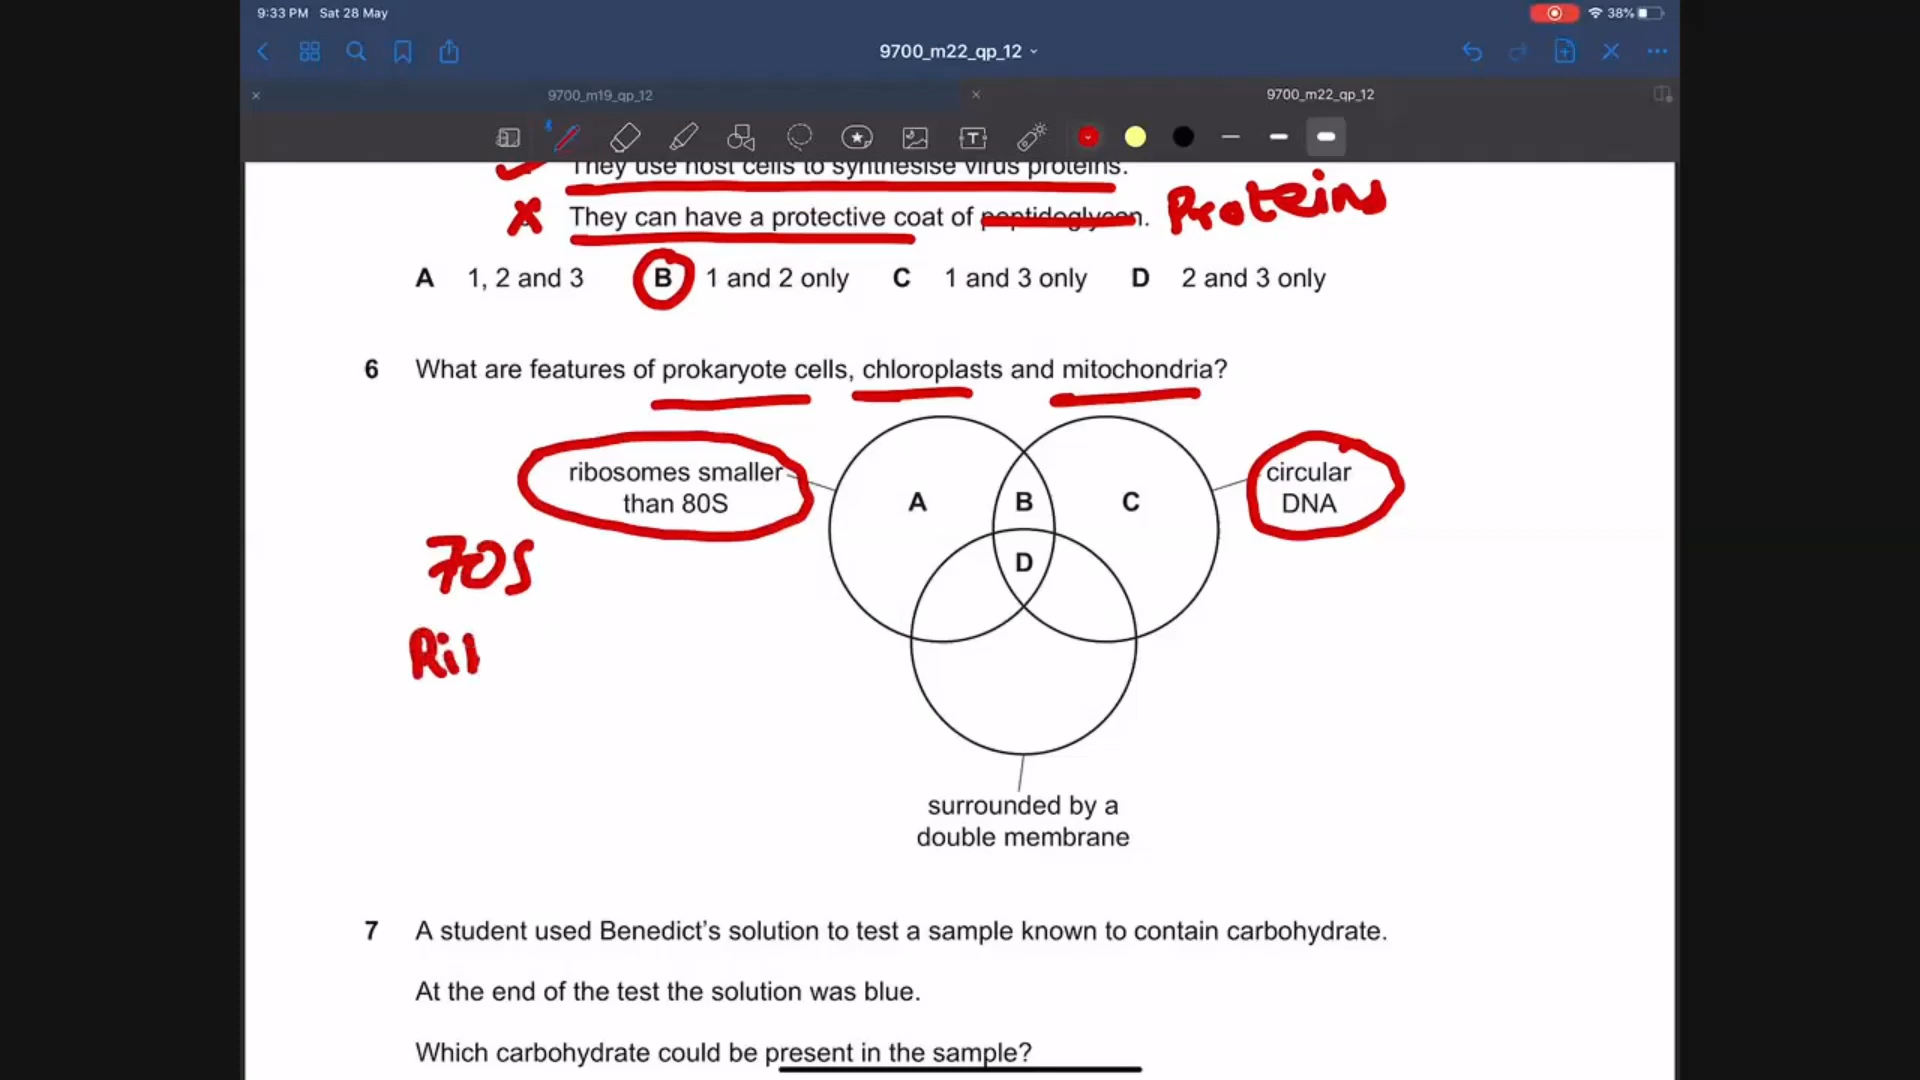 9:33 PM Sat 28 May
38%
9700_m22_qp_12
9700_m19_qp_12
9700_m22_qp_12
They use host cells to synthesise virus proteins.
They can have a protective coat of peptidoglycan. Proteins
A 1, 2 and 3 B 1 and 2 only C 1 and 3 only D 2 and 3 only
6 What are features of prokaryote cells, chloroplasts and mitochondria?
ribosomes smaller
than 80S
circular
DNA
A B C
D
70S
Ril
surrounded by a
double membrane
7 A student used Benedict’s solution to test a sample known to contain carbohydrate.
At the end of the test the solution was blue.
Which carbohydrate could be present in the sample?